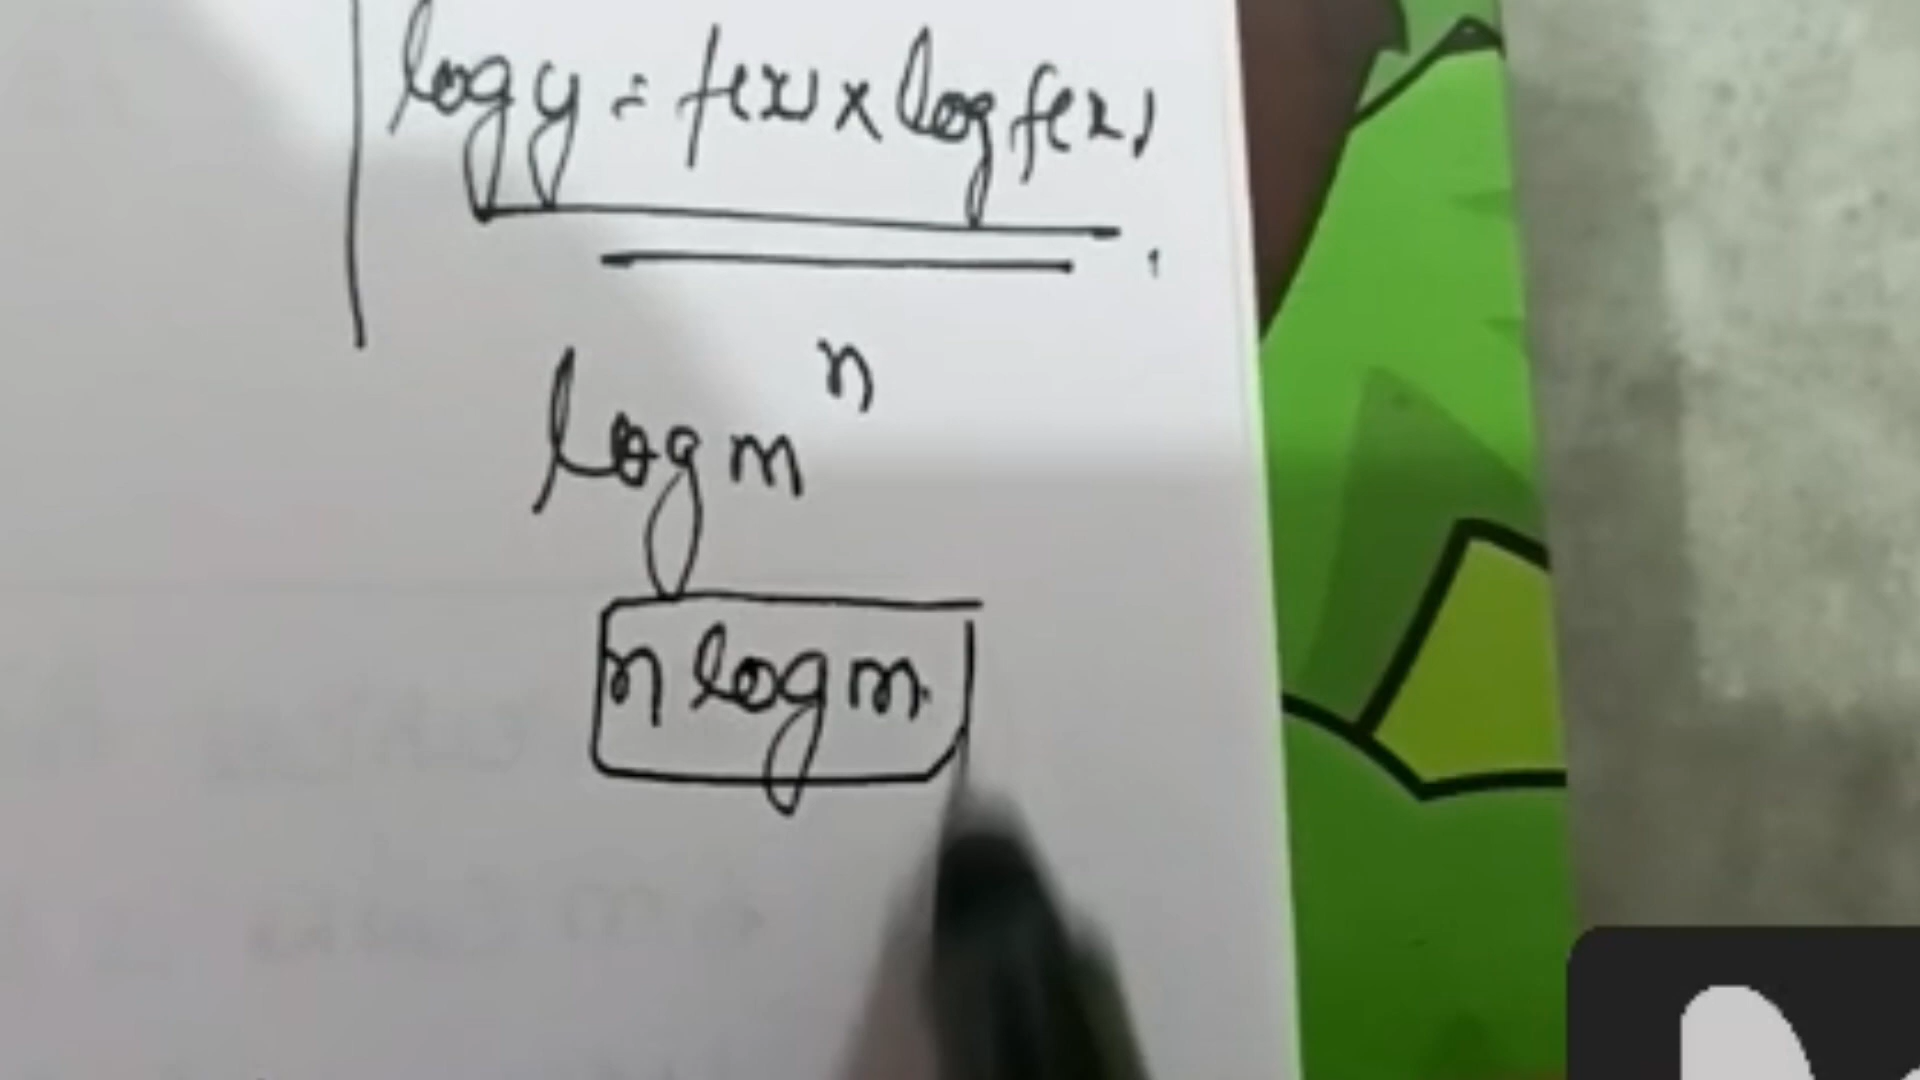 log y = f(x) x log f(x)
log m^n
n log m